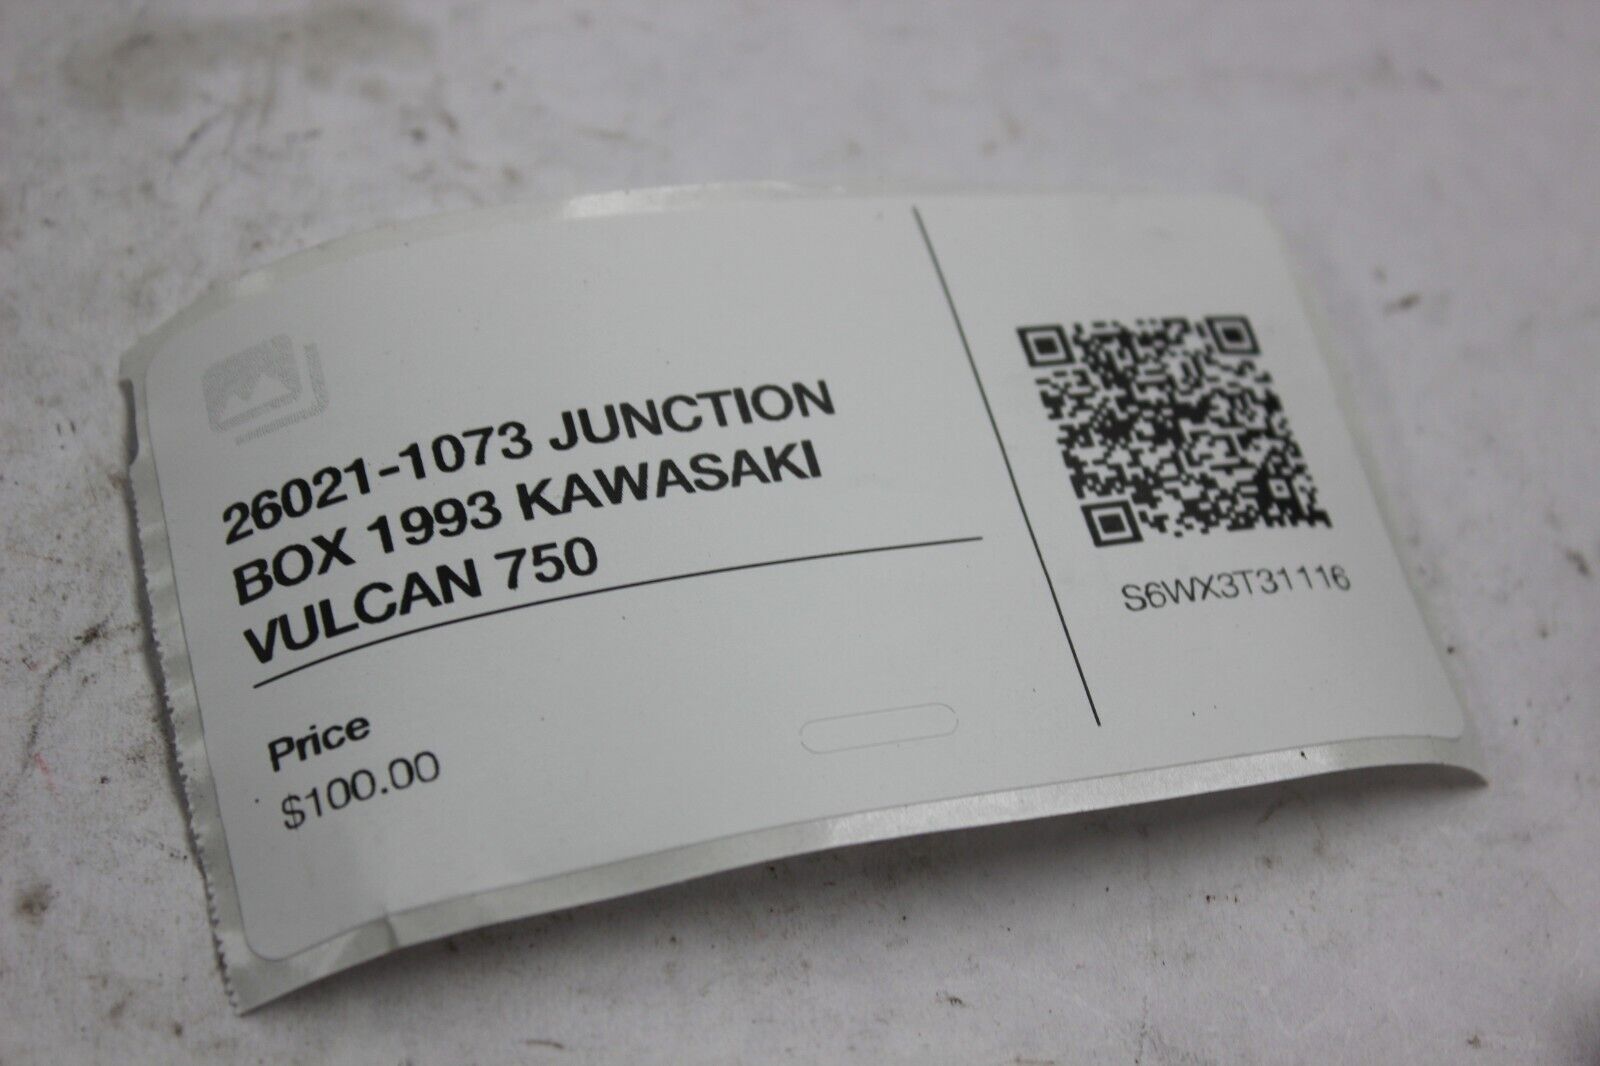 26021-1073 JUNCTION
BOX 1993 KAWASAKI
VULCAN 750
Price
$100.00
S6WX3T31116